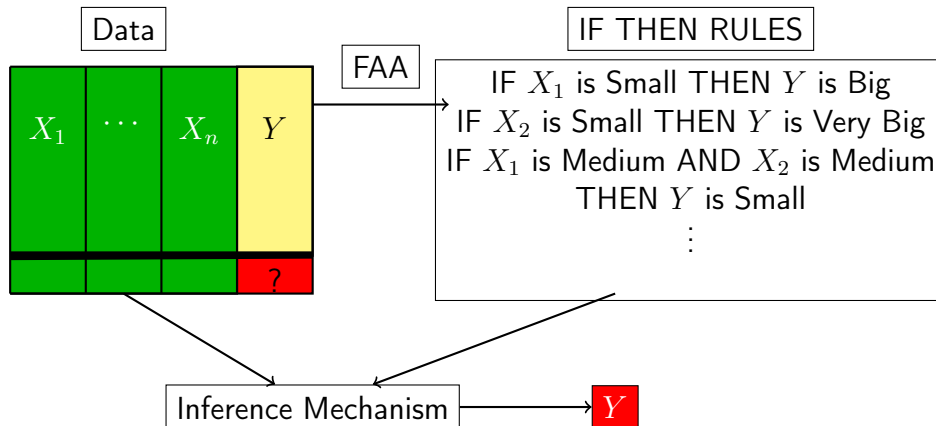 Data
IF THEN RULES
FAA
X₁ ⋯ Xₙ Y
?
IF X₁ is Small THEN Y is Big
IF X₂ is Small THEN Y is Very Big
IF X₁ is Medium AND X₂ is Medium
THEN Y is Small
⋮
Inference Mechanism
Y